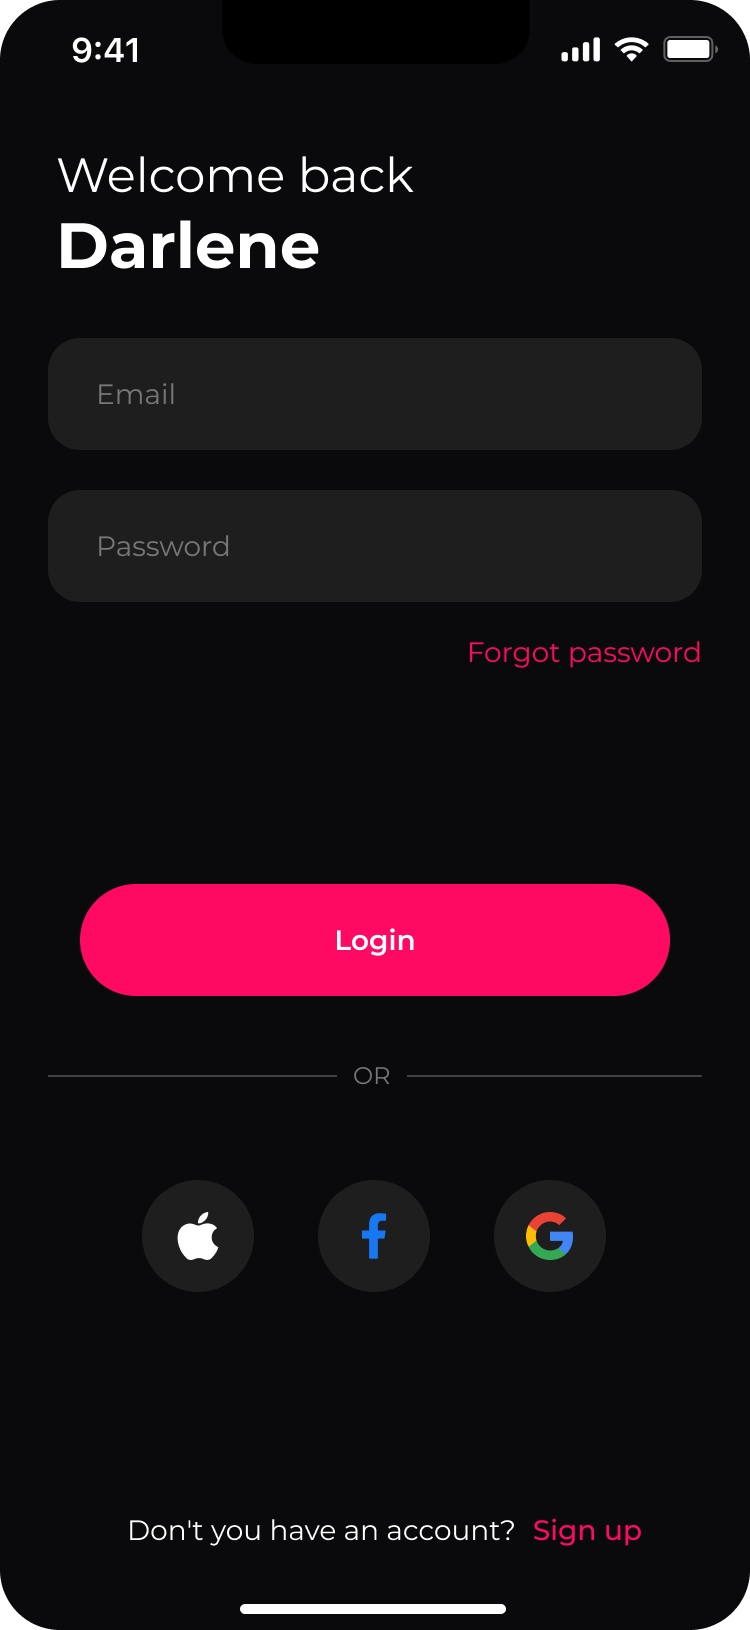 9:41
Welcome back
Darlene
Email
Password
Forgot password
Login
OR
Don't you have an account? Sign up